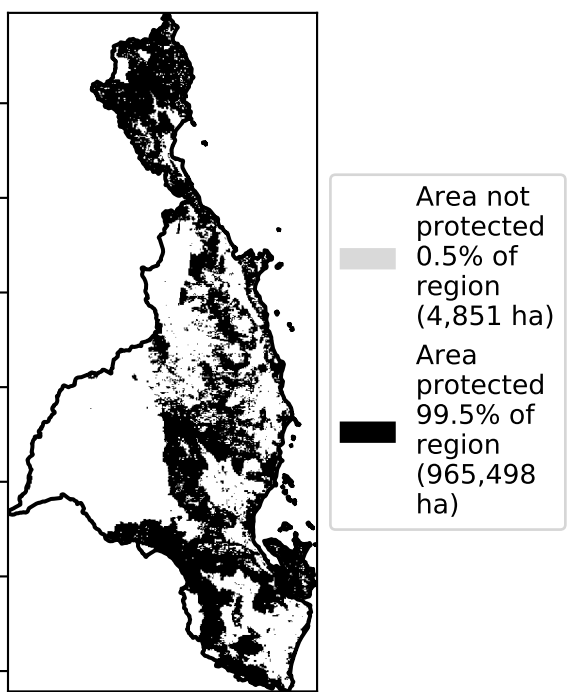 Area not
protected
0.5% of
region
(4,851 ha)
Area
protected
99.5% of
region
(965,498
ha)